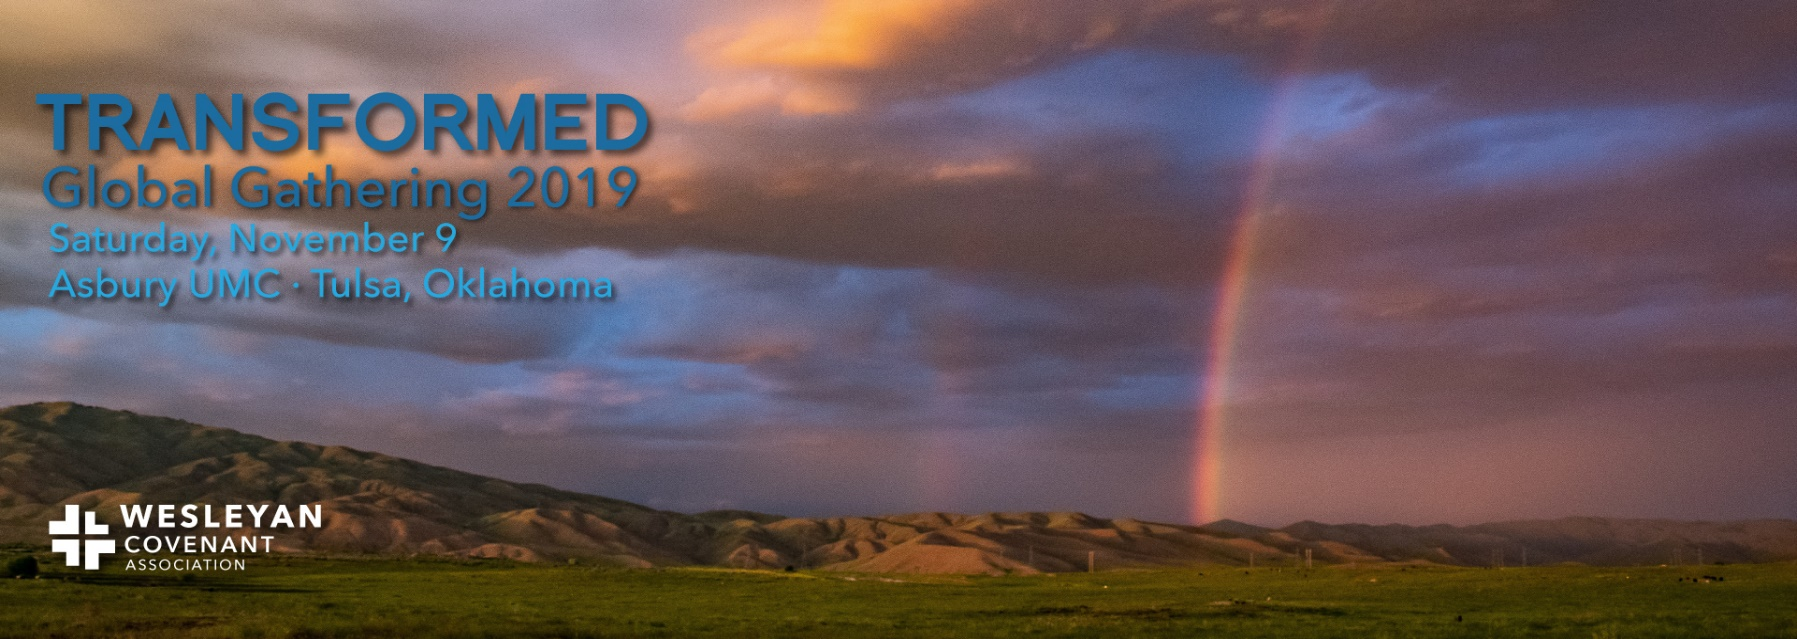 TRANSFORMED
Global Gathering 2019
Saturday, November 9
Asbury UMC · Tulsa, Oklahoma
WESLEYAN
COVENANT
ASSOCIATION